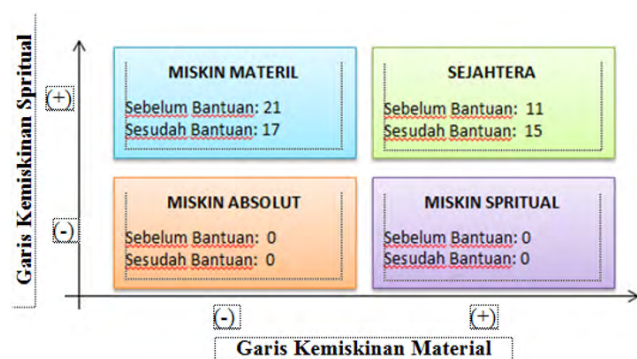 Garis Kemiskinan Spritual
(+)
MISKIN MATERIL
Sebelum Bantuan: 21
Sesudah Bantuan: 17
SEJAHTERA
Sebelum Bantuan: 11
Sesudah Bantuan: 15
(-)
MISKIN ABSOLUT
Sebelum Bantuan: 0
Sesudah Bantuan: 0
MISKIN SPRITUAL
Sebelum Bantuan: 0
Sesudah Bantuan: 0
(-)
(+)
Garis Kemiskinan Material